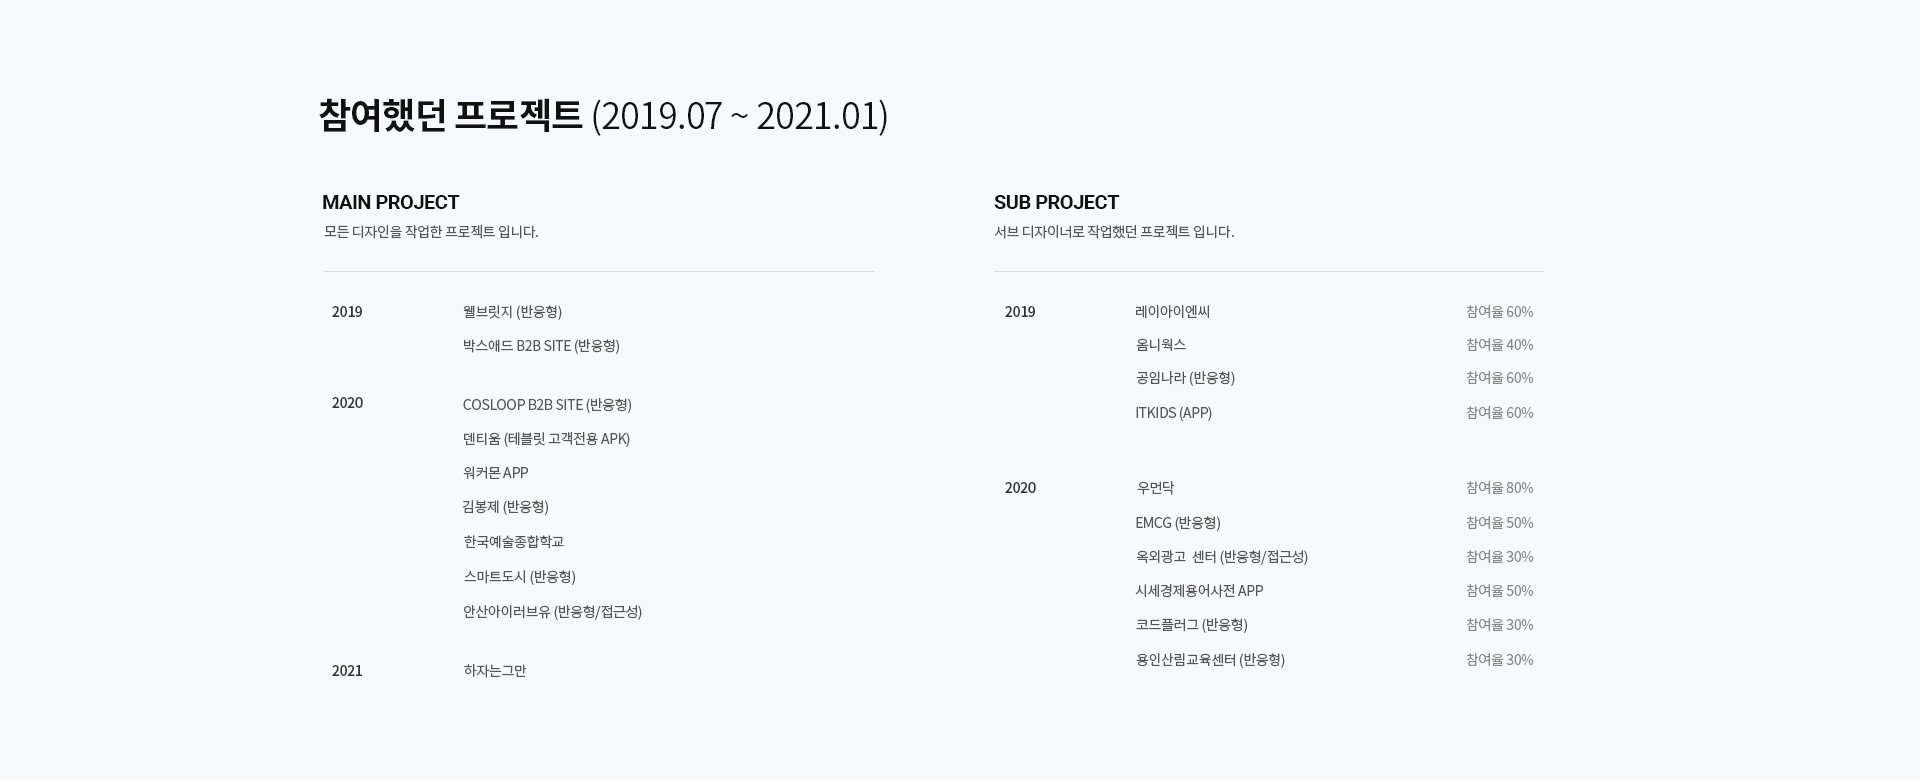 참여했던 프로젝트 (2019.07 ~ 2021.01)
MAIN PROJECT
모든 디자인을 작업한 프로젝트 입니다.
2019 웰브릿지 (반응형)
박스애드 B2B SITE (반응형)
2020 COSLOOP B2B SITE (반응형)
덴티움 (테블릿 고객전용 APK)
워커몬 APP
김봉제 (반응형)
한국예술종합학교
스마트도시 (반응형)
안산아이러브유 (반응형/접근성)
2021 하자는그만
SUB PROJECT
서브 디자이너로 작업했던 프로젝트 입니다.
2019 레이아이엔씨 참여율 60%
옴니웍스 참여율 40%
공임나라 (반응형) 참여율 60%
ITKIDS (APP) 참여율 60%
2020 우먼닥 참여율 80%
EMCG (반응형) 참여율 50%
옥외광고 센터 (반응형/접근성) 참여율 30%
시세경제용어사전 APP 참여율 50%
코드플러그 (반응형) 참여율 30%
용인산림교육센터 (반응형) 참여율 30%